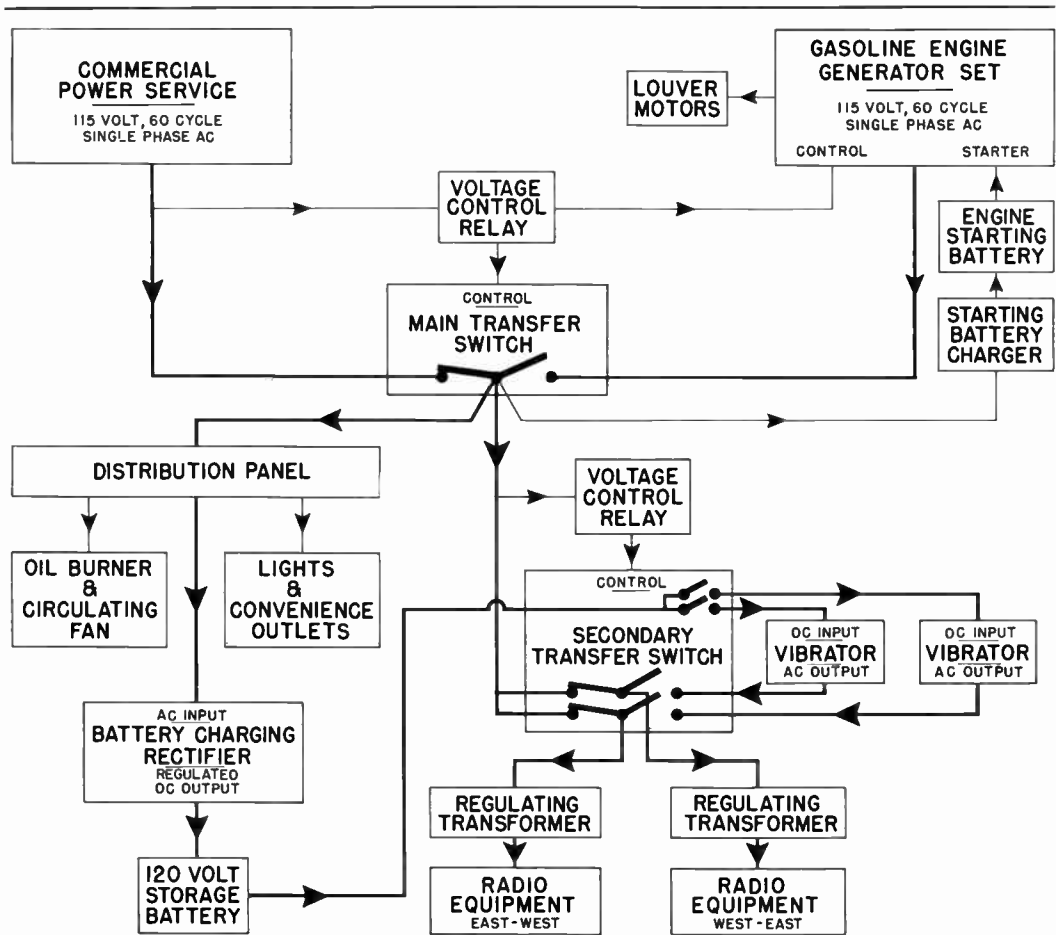 COMMERCIAL
POWER SERVICE
115 VOLT, 60 CYCLE
SINGLE PHASE AC
GASOLINE ENGINE
GENERATOR SET
115 VOLT, 60 CYCLE
SINGLE PHASE AC
CONTROL
STARTER
LOUVER
MOTORS
VOLTAGE
CONTROL
RELAY
ENGINE
STARTING
BATTERY
CONTROL
MAIN TRANSFER
SWITCH
STARTING
BATTERY
CHARGER
DISTRIBUTION PANEL
VOLTAGE
CONTROL
RELAY
OIL BURNER
&
CIRCULATING
FAN
LIGHTS
&
CONVENIENCE
OUTLETS
CONTROL
SECONDARY
TRANSFER SWITCH
DC INPUT
VIBRATOR
AC OUTPUT
DC INPUT
VIBRATOR
AC OUTPUT
AC INPUT
BATTERY CHARGING
RECTIFIER
REGULATED
DC OUTPUT
REGULATING
TRANSFORMER
REGULATING
TRANSFORMER
120 VOLT
STORAGE
BATTERY
RADIO
EQUIPMENT
EAST-WEST
RADIO
EQUIPMENT
WEST-EAST